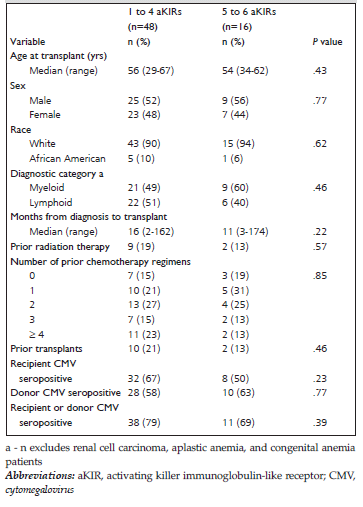 1 to 4 aKIRs 5 to 6 aKIRs
(n=48) (n=16)
Variable n (%) n (%) P value
Age at transplant (yrs)
Median (range) 56 (29-67) 54 (34-62) .43
Sex
Male 25 (52) 9 (56) .77
Female 23 (48) 7 (44)
Race
White 43 (90) 15 (94) .62
African American 5 (10) 1 (6)
Diagnostic category a
Myeloid 21 (49) 9 (60) .46
Lymphoid 22 (51) 6 (40)
Months from diagnosis to transplant
Median (range) 16 (2-162) 11 (3-174) .22
Prior radiation therapy 9 (19) 2 (13) .57
Number of prior chemotherapy regimens
0 7 (15) 3 (19) .85
1 10 (21) 5 (31)
2 13 (27) 4 (25)
3 7 (15) 2 (13)
≥ 4 11 (23) 2 (13)
Prior transplants 10 (21) 2 (13) .46
Recipient CMV
seropositive 32 (67) 8 (50) .23
Donor CMV seropositive 28 (58) 10 (63) .77
Recipient or donor CMV
seropositive 38 (79) 11 (69) .39
a - n excludes renal cell carcinoma, aplastic anemia, and congenital anemia
patients
Abbreviations: aKIR, activating killer immunoglobulin-like receptor; CMV,
cytomegalovirus